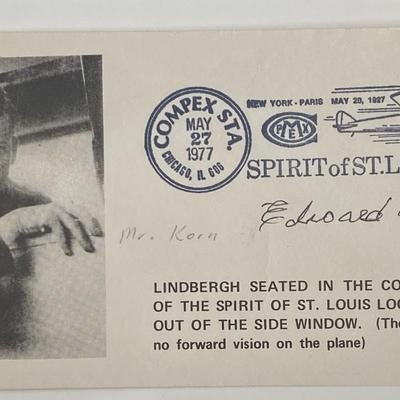 COMPEX STA.
MAY
27
1977
CHICAGO, IL 606
NEW YORK - PARIS MAY 20, 1927
COMPEX
SPIRIT of ST. L
Edward
Mr. Korn
LINDBERGH SEATED IN THE CO
OF THE SPIRIT OF ST. LOUIS LOO
OUT OF THE SIDE WINDOW. (The
no forward vision on the plane)